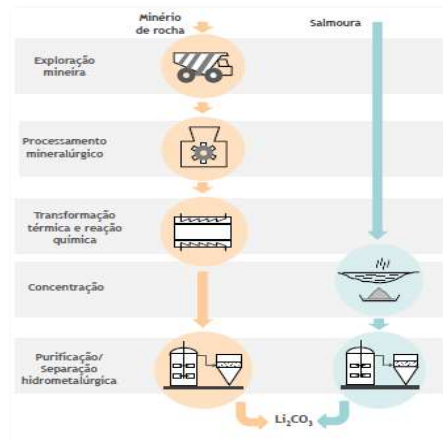 Minério
de rocha
Salmoura
Exploração
mineira
Processamento
mineralúrgico
Transformação
térmica e reação
química
Concentração
Purificação/
Separação
hidrometalúrgica
Li₂CO₃